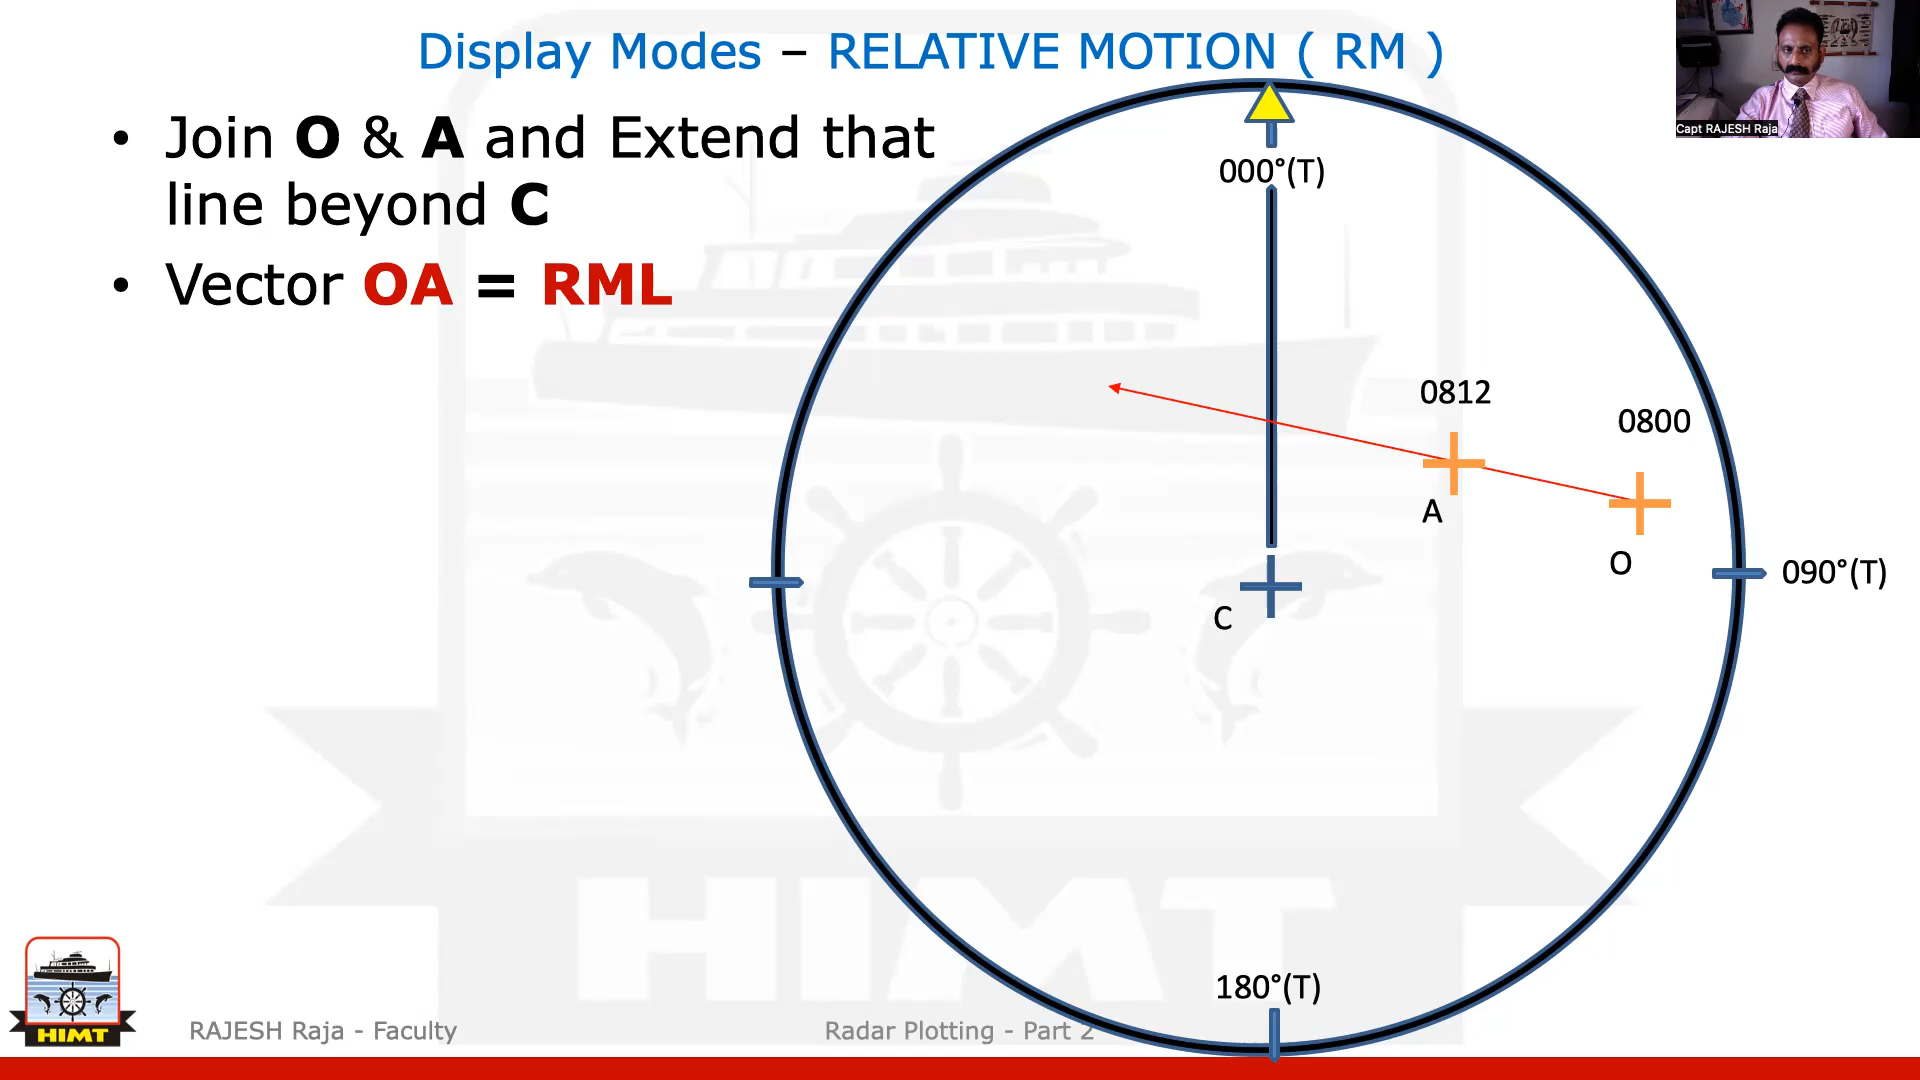 Display Modes – RELATIVE MOTION ( RM )
• Join O & A and Extend that
line beyond C
• Vector OA = RML
Capt RAJESH Raja
000°(T)
0812
0800
A
O
090°(T)
C
180°(T)
HIMT
HIMT
RAJESH Raja - Faculty
Radar Plotting - Part 2